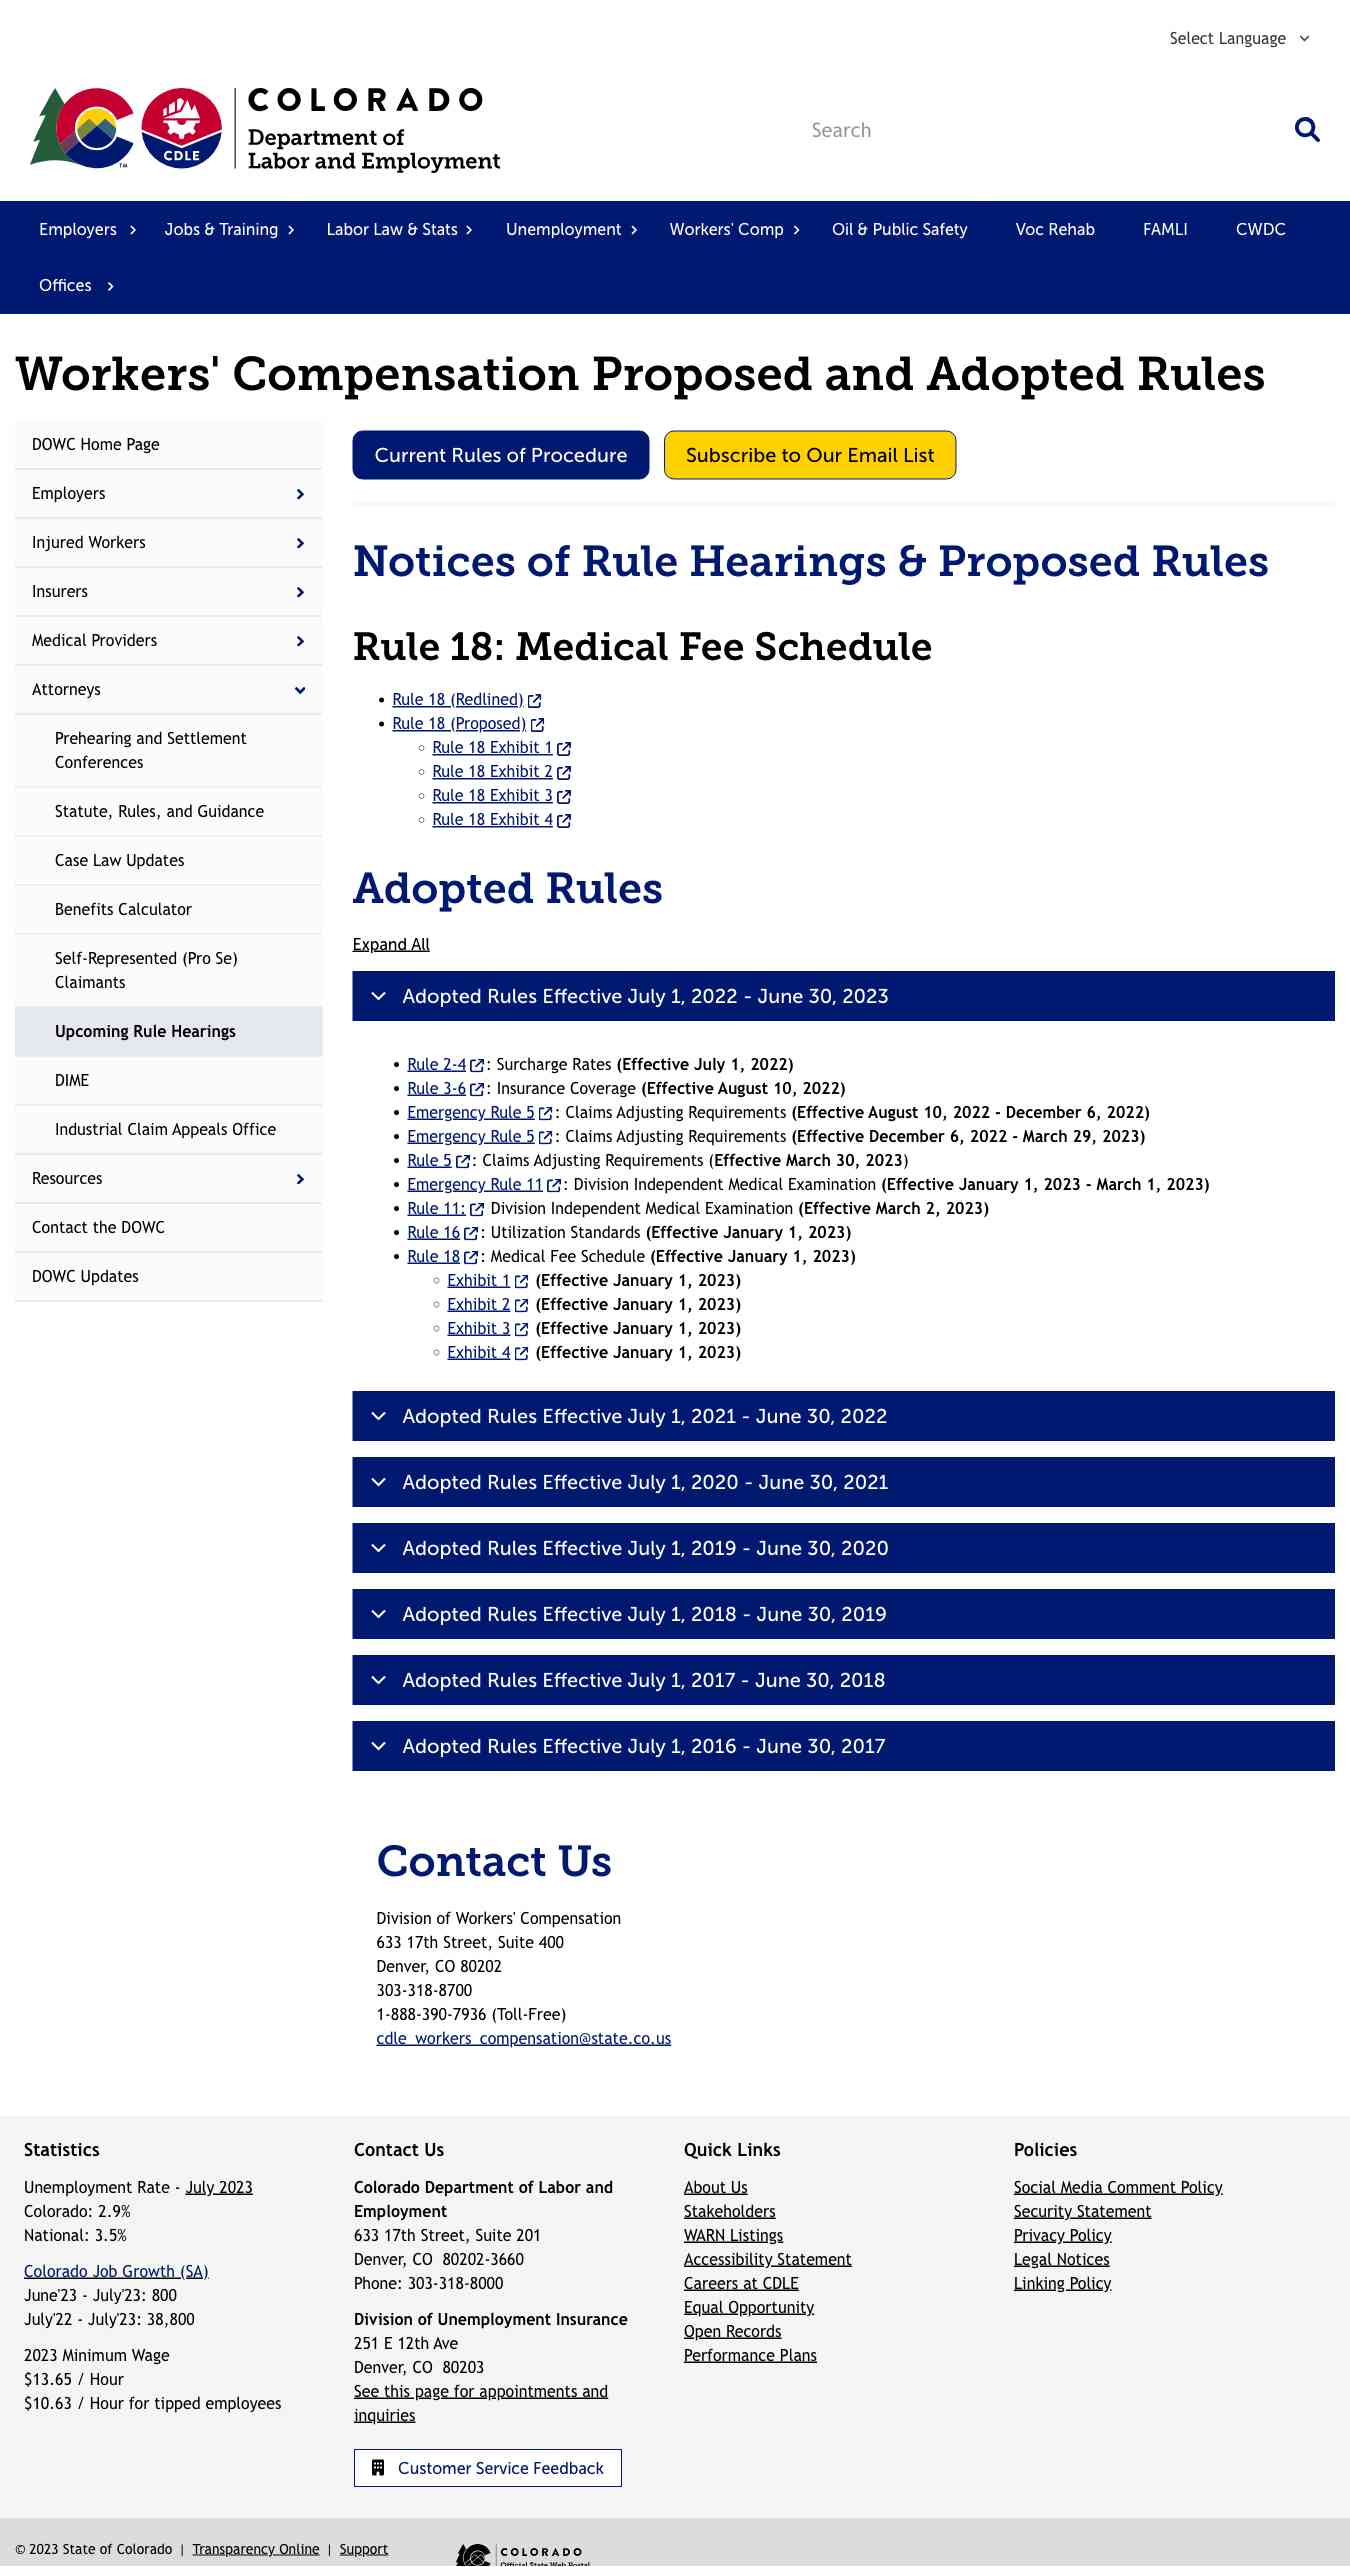 Select Language
COLORADO
Department of
Labor and Employment
CDLE
TM
Search
Employers
Jobs & Training
Labor Law & Stats
Unemployment
Workers' Comp
Oil & Public Safety
Voc Rehab
FAMLI
CWDC
Offices
Workers' Compensation Proposed and Adopted Rules
DOWC Home Page
Employers
Injured Workers
Insurers
Medical Providers
Attorneys
Prehearing and Settlement
Conferences
Statute, Rules, and Guidance
Case Law Updates
Benefits Calculator
Self-Represented (Pro Se)
Claimants
Upcoming Rule Hearings
DIME
Industrial Claim Appeals Office
Resources
Contact the DOWC
DOWC Updates
Current Rules of Procedure
Subscribe to Our Email List
Notices of Rule Hearings & Proposed Rules
Rule 18: Medical Fee Schedule
Rule 18 (Redlined)
Rule 18 (Proposed)
Rule 18 Exhibit 1
Rule 18 Exhibit 2
Rule 18 Exhibit 3
Rule 18 Exhibit 4
Adopted Rules
Expand All
Adopted Rules Effective July 1, 2022 - June 30, 2023
Rule 2-4 : Surcharge Rates (Effective July 1, 2022)
Rule 3-6 : Insurance Coverage (Effective August 10, 2022)
Emergency Rule 5 : Claims Adjusting Requirements (Effective August 10, 2022 - December 6, 2022)
Emergency Rule 5 : Claims Adjusting Requirements (Effective December 6, 2022 - March 29, 2023)
Rule 5 : Claims Adjusting Requirements (Effective March 30, 2023)
Emergency Rule 11 : Division Independent Medical Examination (Effective January 1, 2023 - March 1, 2023)
Rule 11: Division Independent Medical Examination (Effective March 2, 2023)
Rule 16 : Utilization Standards (Effective January 1, 2023)
Rule 18 : Medical Fee Schedule (Effective January 1, 2023)
Exhibit 1 (Effective January 1, 2023)
Exhibit 2 (Effective January 1, 2023)
Exhibit 3 (Effective January 1, 2023)
Exhibit 4 (Effective January 1, 2023)
Adopted Rules Effective July 1, 2021 - June 30, 2022
Adopted Rules Effective July 1, 2020 - June 30, 2021
Adopted Rules Effective July 1, 2019 - June 30, 2020
Adopted Rules Effective July 1, 2018 - June 30, 2019
Adopted Rules Effective July 1, 2017 - June 30, 2018
Adopted Rules Effective July 1, 2016 - June 30, 2017
Contact Us
Division of Workers' Compensation
633 17th Street, Suite 400
Denver, CO 80202
303-318-8700
1-888-390-7936 (Toll-Free)
cdle_workers_compensation@state.co.us
Statistics
Unemployment Rate - July 2023
Colorado: 2.9%
National: 3.5%
Colorado Job Growth (SA)
June'23 - July'23: 800
July'22 - July'23: 38,800
2023 Minimum Wage
$13.65 / Hour
$10.63 / Hour for tipped employees
Contact Us
Colorado Department of Labor and
Employment
633 17th Street, Suite 201
Denver, CO 80202-3660
Phone: 303-318-8000
Division of Unemployment Insurance
251 E 12th Ave
Denver, CO 80203
See this page for appointments and
inquiries
Customer Service Feedback
Quick Links
About Us
Stakeholders
WARN Listings
Accessibility Statement
Careers at CDLE
Equal Opportunity
Open Records
Performance Plans
Policies
Social Media Comment Policy
Security Statement
Privacy Policy
Legal Notices
Linking Policy
© 2023 State of Colorado | Transparency Online | Support
COLORADO
Official State Web Portal